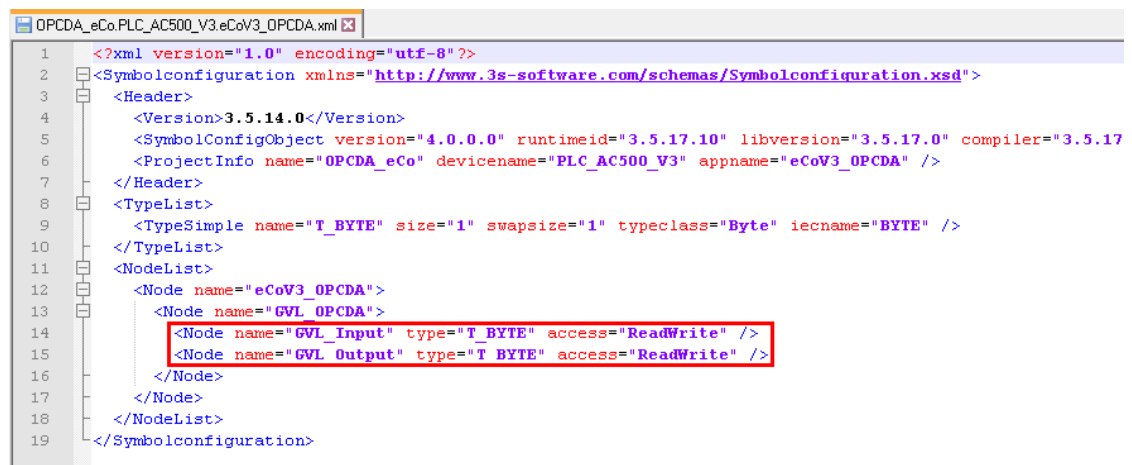 OPCDA_eCo.PLC_AC500_V3.eCoV3_OPCDA.xml
1 <?xml version="1.0" encoding="utf-8"?>
2 <Symbolconfiguration xmlns="http://www.3s-software.com/schemas/Symbolconfiguration.xsd">
3 <Header>
4 <Version>3.5.14.0</Version>
5 <SymbolConfigObject version="4.0.0.0" runtimeid="3.5.17.10" libversion="3.5.17.0" compiler="3.5.17
6 <ProjectInfo name="OPCDA_eCo" devicename="PLC_AC500_V3" appname="eCoV3_OPCDA" />
7 </Header>
8 <TypeList>
9 <TypeSimple name="T_BYTE" size="1" swapsize="1" typeclass="Byte" iecname="BYTE" />
10 </TypeList>
11 <NodeList>
12 <Node name="eCoV3_OPCDA">
13 <Node name="GVL_OPCDA">
14 <Node name="GVL_Input" type="T_BYTE" access="ReadWrite" />
15 <Node name="GVL_Output" type="T_BYTE" access="ReadWrite" />
16 </Node>
17 </Node>
18 </NodeList>
19 </Symbolconfiguration>